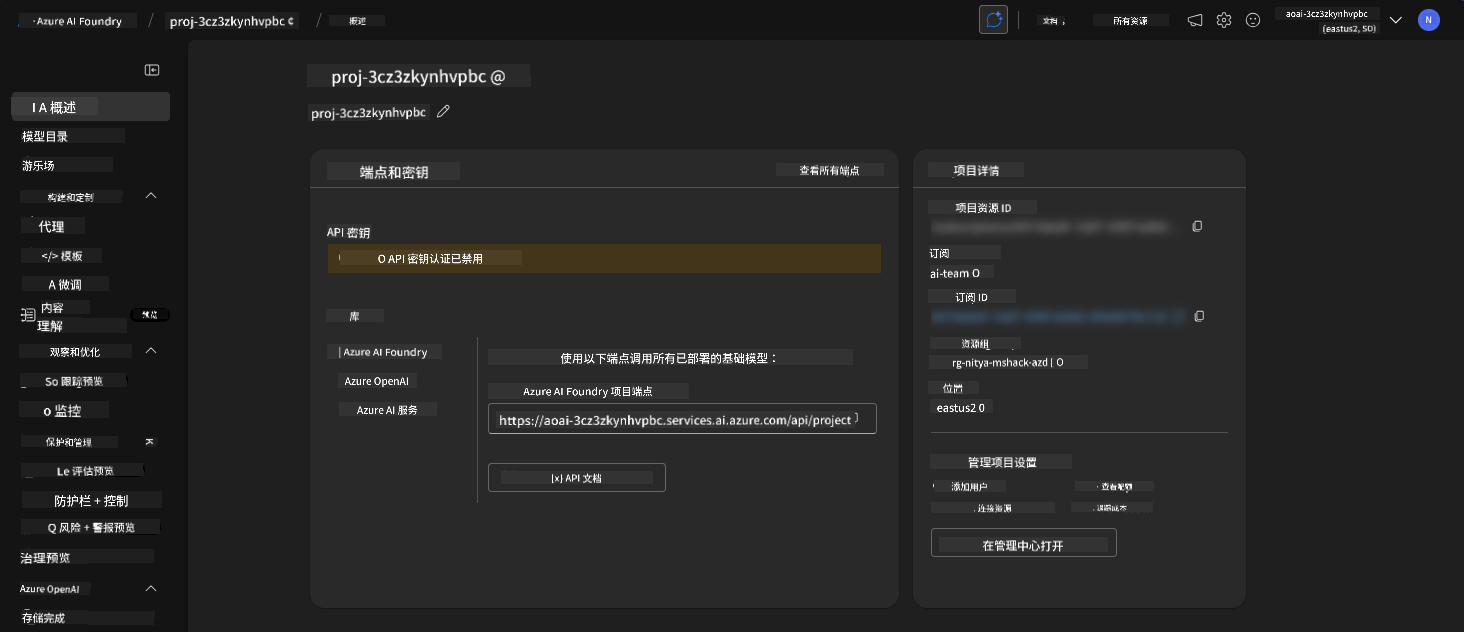 Azure AI Foundry / proj-3cz3zkynhvpbc ¢ / 概述
文档 ;
所有资源
aoai-3cz3zkynhvpbc
(eastus2, S0)
N
I A 概述
模型目录
游乐场
构建和定制
代理
</> 模板
A 微调
内容
理解
预览
观察和优化
So 跟踪预览
o 监控
保护和管理
Le 评估预览
防护栏 + 控制
Q 风险 + 警报预览
治理预览
Azure OpenAI
存储完成
proj-3cz3zkynhvpbc @
proj-3cz3zkynhvpbc
端点和密钥
查看所有端点
API 密钥
O API 密钥认证已禁用
库
| Azure AI Foundry
Azure OpenAI
Azure AI 服务
使用以下端点调用所有已部署的基础模型：
Azure AI Foundry 项目端点
https://aoai-3cz3zkynhvpbc.services.ai.azure.com/api/project
[x] API 文档
项目详情
项目资源 ID
订阅
ai-team O
订阅 ID
资源组
rg-nitya-mshack-azd | O
位置
eastus2 0
管理项目设置
添加用户
· 查看配额
. 连接资源
. 跟踪成本
在管理中心打开